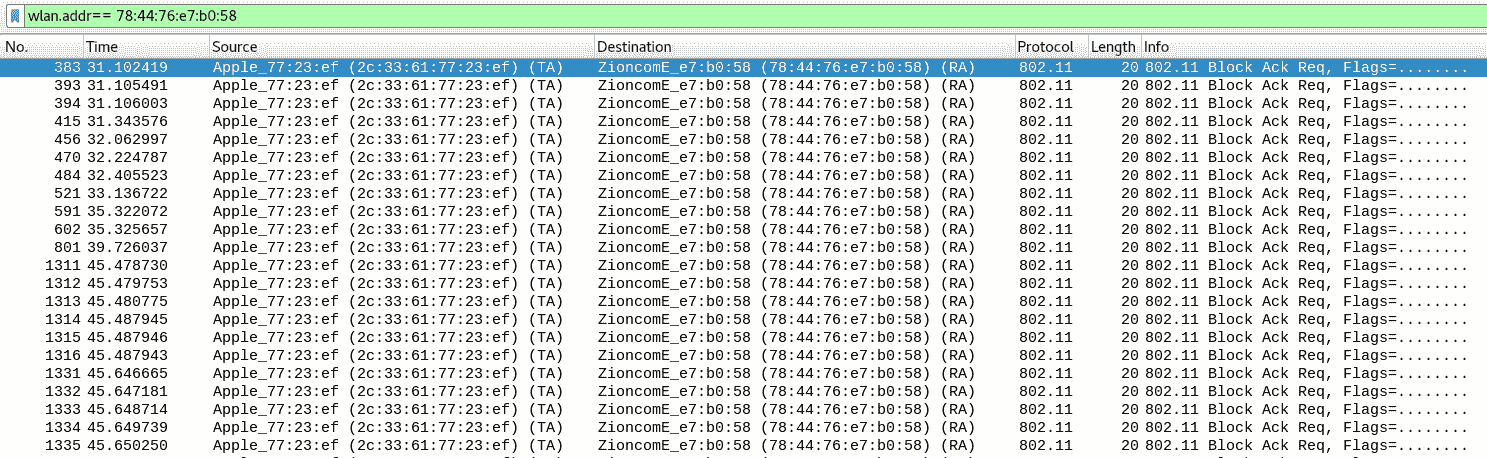 wlan.addr== 78:44:76:e7:b0:58
No. Time Source Destination Protocol Length Info
383 31.102419 Apple_77:23:ef (2c:33:61:77:23:ef) (TA) ZioncomE_e7:b0:58 (78:44:76:e7:b0:58) (RA) 802.11 20 802.11 Block Ack Req, Flags=........
393 31.105491 Apple_77:23:ef (2c:33:61:77:23:ef) (TA) ZioncomE_e7:b0:58 (78:44:76:e7:b0:58) (RA) 802.11 20 802.11 Block Ack Req, Flags=........
394 31.106003 Apple_77:23:ef (2c:33:61:77:23:ef) (TA) ZioncomE_e7:b0:58 (78:44:76:e7:b0:58) (RA) 802.11 20 802.11 Block Ack Req, Flags=........
415 31.343576 Apple_77:23:ef (2c:33:61:77:23:ef) (TA) ZioncomE_e7:b0:58 (78:44:76:e7:b0:58) (RA) 802.11 20 802.11 Block Ack Req, Flags=........
456 32.062997 Apple_77:23:ef (2c:33:61:77:23:ef) (TA) ZioncomE_e7:b0:58 (78:44:76:e7:b0:58) (RA) 802.11 20 802.11 Block Ack Req, Flags=........
470 32.224787 Apple_77:23:ef (2c:33:61:77:23:ef) (TA) ZioncomE_e7:b0:58 (78:44:76:e7:b0:58) (RA) 802.11 20 802.11 Block Ack Req, Flags=........
484 32.405523 Apple_77:23:ef (2c:33:61:77:23:ef) (TA) ZioncomE_e7:b0:58 (78:44:76:e7:b0:58) (RA) 802.11 20 802.11 Block Ack Req, Flags=........
521 33.136722 Apple_77:23:ef (2c:33:61:77:23:ef) (TA) ZioncomE_e7:b0:58 (78:44:76:e7:b0:58) (RA) 802.11 20 802.11 Block Ack Req, Flags=........
591 35.322072 Apple_77:23:ef (2c:33:61:77:23:ef) (TA) ZioncomE_e7:b0:58 (78:44:76:e7:b0:58) (RA) 802.11 20 802.11 Block Ack Req, Flags=........
602 35.325657 Apple_77:23:ef (2c:33:61:77:23:ef) (TA) ZioncomE_e7:b0:58 (78:44:76:e7:b0:58) (RA) 802.11 20 802.11 Block Ack Req, Flags=........
801 39.726037 Apple_77:23:ef (2c:33:61:77:23:ef) (TA) ZioncomE_e7:b0:58 (78:44:76:e7:b0:58) (RA) 802.11 20 802.11 Block Ack Req, Flags=........
1311 45.478730 Apple_77:23:ef (2c:33:61:77:23:ef) (TA) ZioncomE_e7:b0:58 (78:44:76:e7:b0:58) (RA) 802.11 20 802.11 Block Ack Req, Flags=........
1312 45.479753 Apple_77:23:ef (2c:33:61:77:23:ef) (TA) ZioncomE_e7:b0:58 (78:44:76:e7:b0:58) (RA) 802.11 20 802.11 Block Ack Req, Flags=........
1313 45.480775 Apple_77:23:ef (2c:33:61:77:23:ef) (TA) ZioncomE_e7:b0:58 (78:44:76:e7:b0:58) (RA) 802.11 20 802.11 Block Ack Req, Flags=........
1314 45.487945 Apple_77:23:ef (2c:33:61:77:23:ef) (TA) ZioncomE_e7:b0:58 (78:44:76:e7:b0:58) (RA) 802.11 20 802.11 Block Ack Req, Flags=........
1315 45.487946 Apple_77:23:ef (2c:33:61:77:23:ef) (TA) ZioncomE_e7:b0:58 (78:44:76:e7:b0:58) (RA) 802.11 20 802.11 Block Ack Req, Flags=........
1316 45.487943 Apple_77:23:ef (2c:33:61:77:23:ef) (TA) ZioncomE_e7:b0:58 (78:44:76:e7:b0:58) (RA) 802.11 20 802.11 Block Ack Req, Flags=........
1331 45.646665 Apple_77:23:ef (2c:33:61:77:23:ef) (TA) ZioncomE_e7:b0:58 (78:44:76:e7:b0:58) (RA) 802.11 20 802.11 Block Ack Req, Flags=........
1332 45.647181 Apple_77:23:ef (2c:33:61:77:23:ef) (TA) ZioncomE_e7:b0:58 (78:44:76:e7:b0:58) (RA) 802.11 20 802.11 Block Ack Req, Flags=........
1333 45.648714 Apple_77:23:ef (2c:33:61:77:23:ef) (TA) ZioncomE_e7:b0:58 (78:44:76:e7:b0:58) (RA) 802.11 20 802.11 Block Ack Req, Flags=........
1334 45.649739 Apple_77:23:ef (2c:33:61:77:23:ef) (TA) ZioncomE_e7:b0:58 (78:44:76:e7:b0:58) (RA) 802.11 20 802.11 Block Ack Req, Flags=........
1335 45.650250 Apple_77:23:ef (2c:33:61:77:23:ef) (TA) ZioncomE_e7:b0:58 (78:44:76:e7:b0:58) (RA) 802.11 20 802.11 Block Ack Req, Flags=........